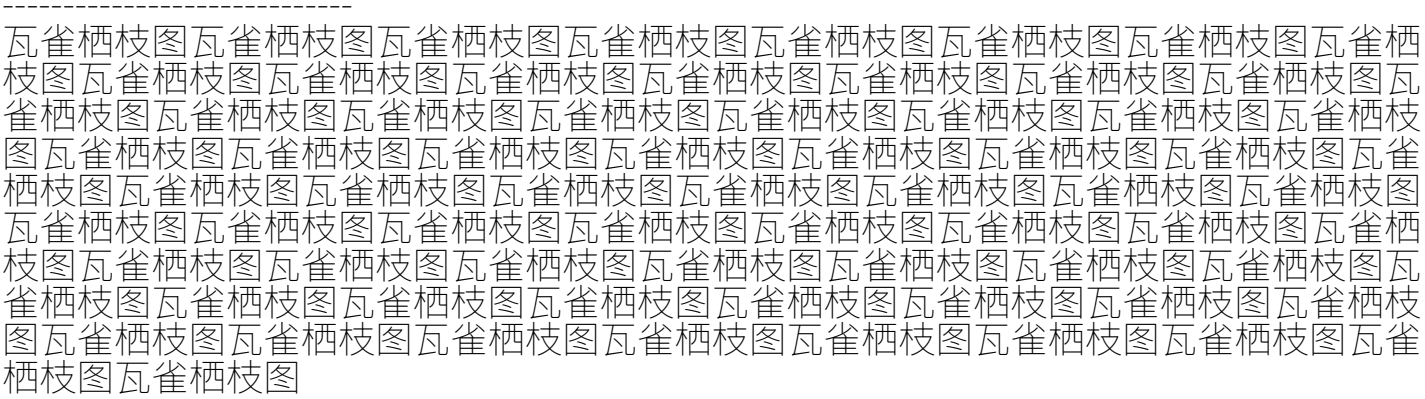 ----------------------------
瓦雀栖枝图瓦雀栖枝图瓦雀栖枝图瓦雀栖枝图瓦雀栖枝图瓦雀栖枝图瓦雀栖枝图瓦雀栖
枝图瓦雀栖枝图瓦雀栖枝图瓦雀栖枝图瓦雀栖枝图瓦雀栖枝图瓦雀栖枝图瓦雀栖枝图瓦
雀栖枝图瓦雀栖枝图瓦雀栖枝图瓦雀栖枝图瓦雀栖枝图瓦雀栖枝图瓦雀栖枝图瓦雀栖枝
图瓦雀栖枝图瓦雀栖枝图瓦雀栖枝图瓦雀栖枝图瓦雀栖枝图瓦雀栖枝图瓦雀栖枝图瓦雀
栖枝图瓦雀栖枝图瓦雀栖枝图瓦雀栖枝图瓦雀栖枝图瓦雀栖枝图瓦雀栖枝图瓦雀栖枝图
瓦雀栖枝图瓦雀栖枝图瓦雀栖枝图瓦雀栖枝图瓦雀栖枝图瓦雀栖枝图瓦雀栖枝图瓦雀栖
枝图瓦雀栖枝图瓦雀栖枝图瓦雀栖枝图瓦雀栖枝图瓦雀栖枝图瓦雀栖枝图瓦雀栖枝图瓦
雀栖枝图瓦雀栖枝图瓦雀栖枝图瓦雀栖枝图瓦雀栖枝图瓦雀栖枝图瓦雀栖枝图瓦雀栖枝
图瓦雀栖枝图瓦雀栖枝图瓦雀栖枝图瓦雀栖枝图瓦雀栖枝图瓦雀栖枝图瓦雀栖枝图瓦雀
栖枝图瓦雀栖枝图